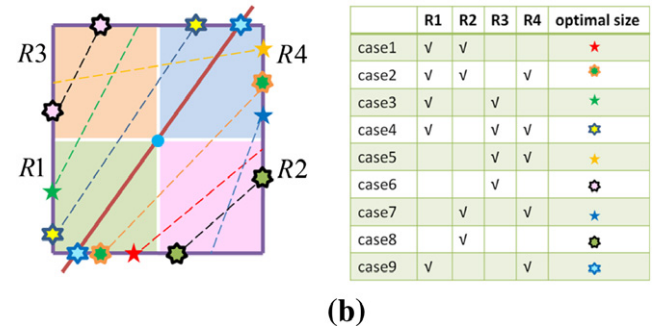 R3
R4
R1
R2
R1 R2 R3 R4 optimal size
case1 √ √
case2 √ √ √
case3 √ √
case4 √ √ √
case5 √ √
case6 √
case7 √ √
case8 √
case9 √ √
(b)